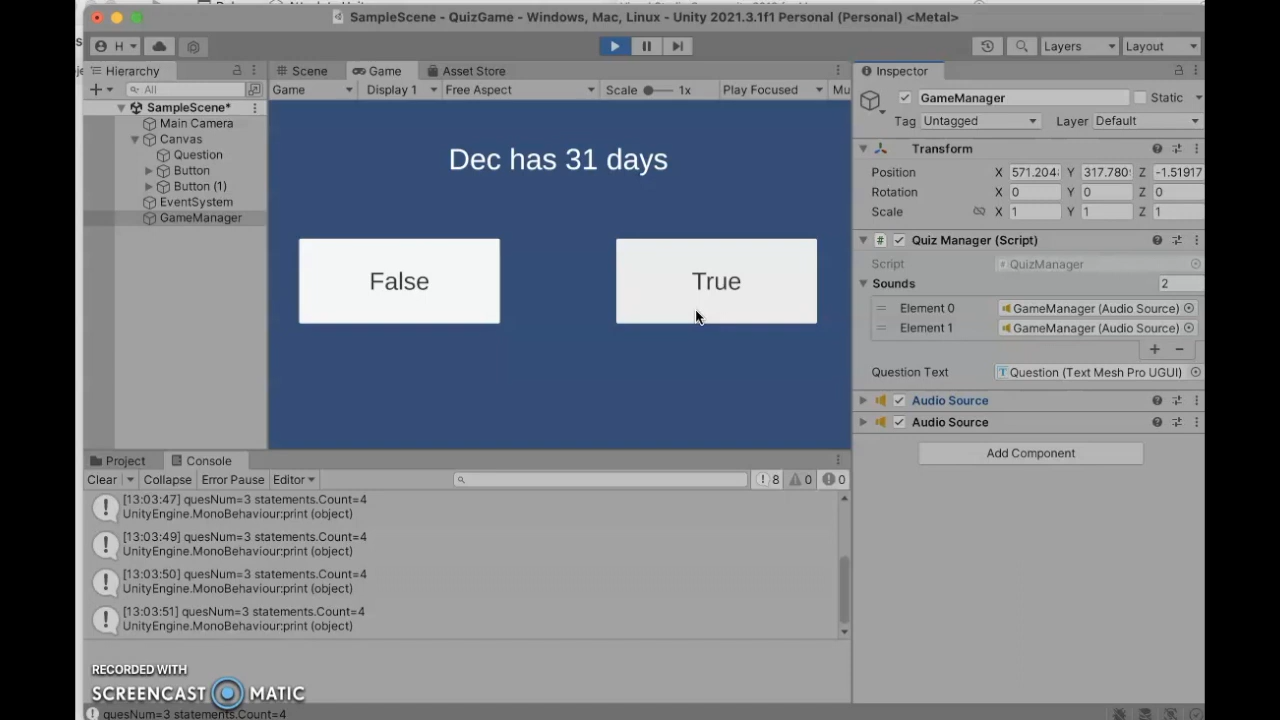 SampleScene - QuizGame - Windows, Mac, Linux - Unity 2021.3.1f1 Personal (Personal) <Metal>
H
Layers
Layout
Hierarchy
Scene
Game
Asset Store
Inspector
All
Game
Display 1
Free Aspect
Scale
1x
Play Focused
Mu
GameManager
Static
Tag
Untagged
Layer
Default
SampleScene*
Main Camera
Canvas
Question
Button
Button (1)
EventSystem
GameManager
Dec has 31 days
False
True
Transform
Position
X
571.204
Y
317.780
Z
-1.51917
Rotation
X
0
Y
0
Z
0
Scale
X
1
Y
1
Z
1
Quiz Manager (Script)
Script
QuizManager
Sounds
2
Element 0
GameManager (Audio Source)
Element 1
GameManager (Audio Source)
Question Text
Question (Text Mesh Pro UGUI)
Audio Source
Audio Source
Add Component
Project
Console
Clear
Collapse
Error Pause
Editor
8
0
0
[13:03:47] quesNum=3 statements.Count=4
UnityEngine.MonoBehaviour:print (object)
[13:03:49] quesNum=3 statements.Count=4
UnityEngine.MonoBehaviour:print (object)
[13:03:50] quesNum=3 statements.Count=4
UnityEngine.MonoBehaviour:print (object)
[13:03:51] quesNum=3 statements.Count=4
UnityEngine.MonoBehaviour:print (object)
RECORDED WITH
SCREENCAST MATIC
quesNum=3 statements.Count=4